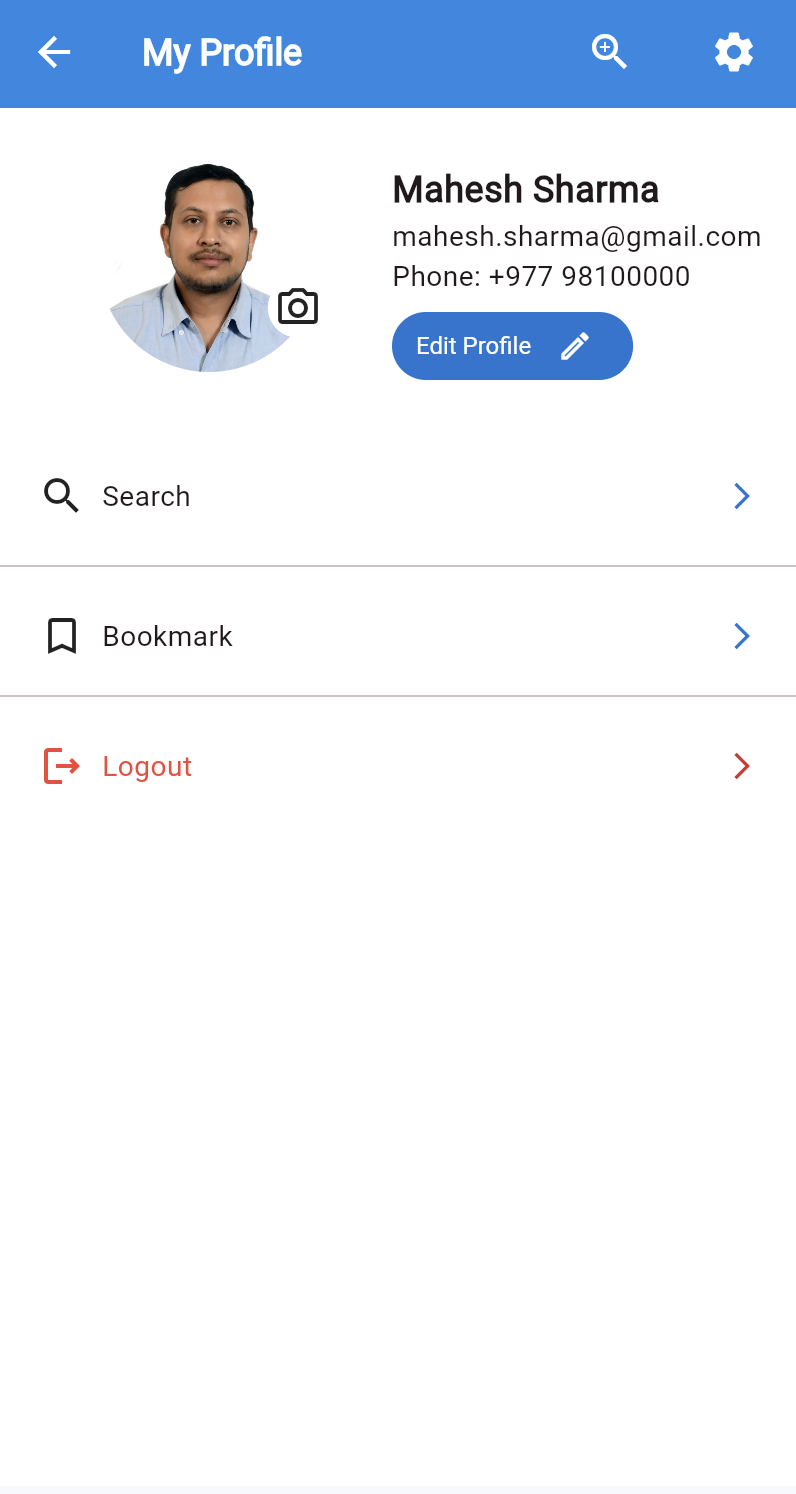 My Profile
Mahesh Sharma
mahesh.sharma@gmail.com
Phone: +977 98100000
Edit Profile
Search
Bookmark
Logout